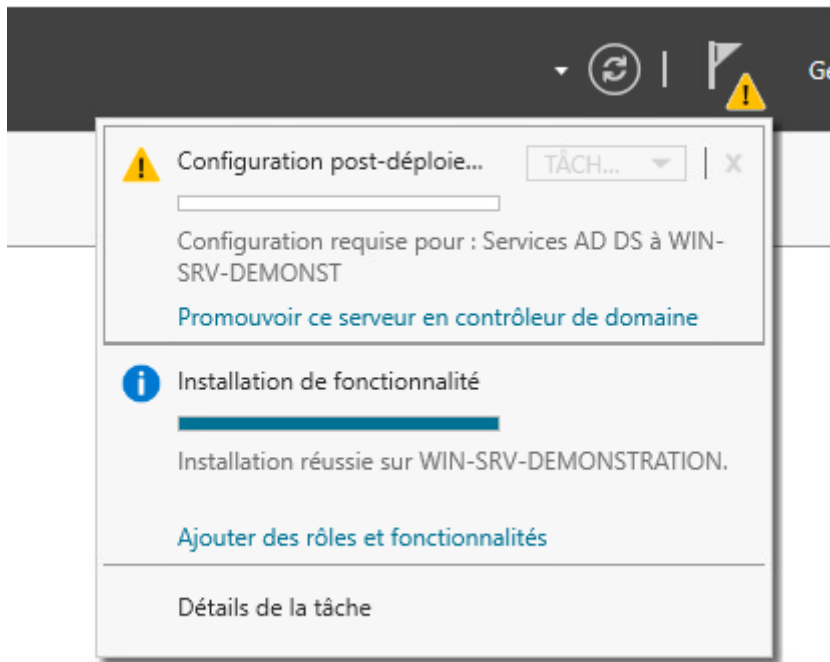 Configuration post-déploie...
TÂCH...
X
Configuration requise pour : Services AD DS à WIN-
SRV-DEMONST
Promouvoir ce serveur en contrôleur de domaine
Installation de fonctionnalité
Installation réussie sur WIN-SRV-DEMONSTRATION.
Ajouter des rôles et fonctionnalités
Détails de la tâche